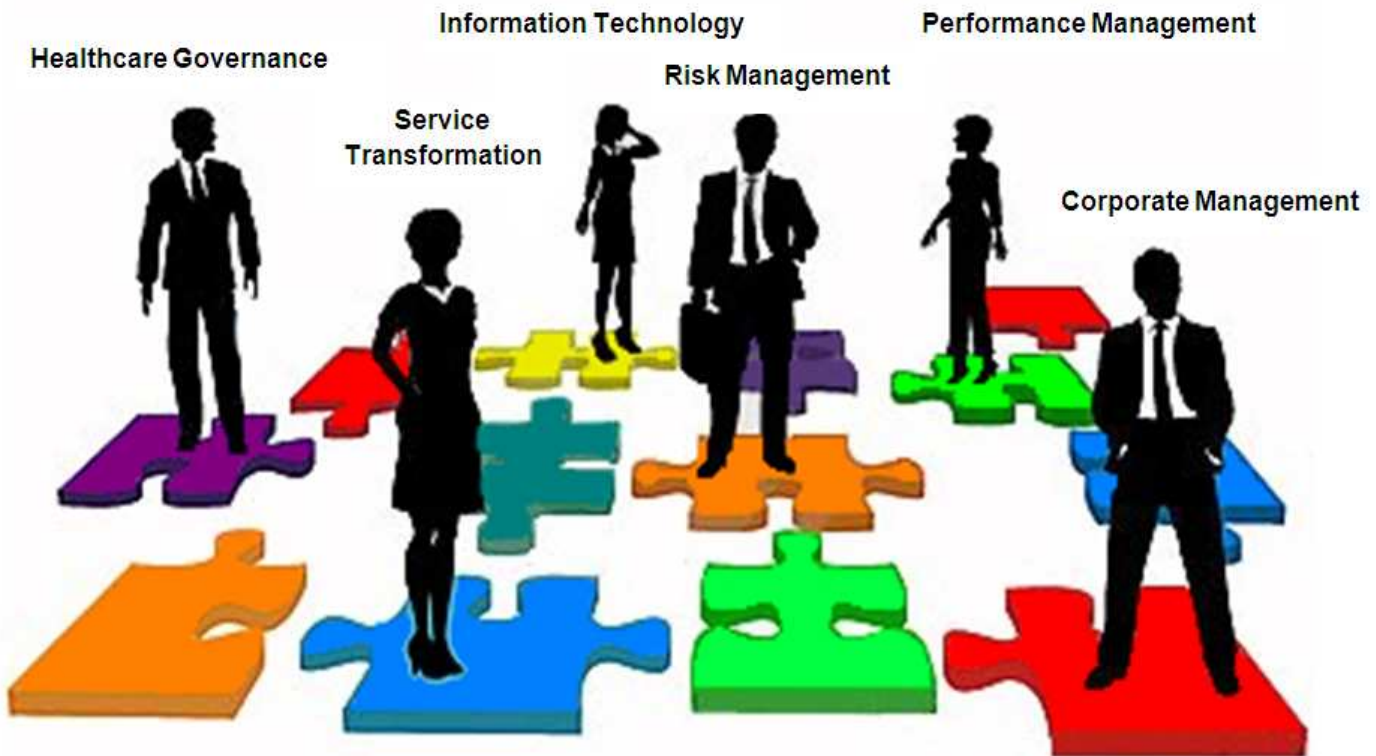 Information Technology
Performance Management
Healthcare Governance
Risk Management
Service
Transformation
Corporate Management